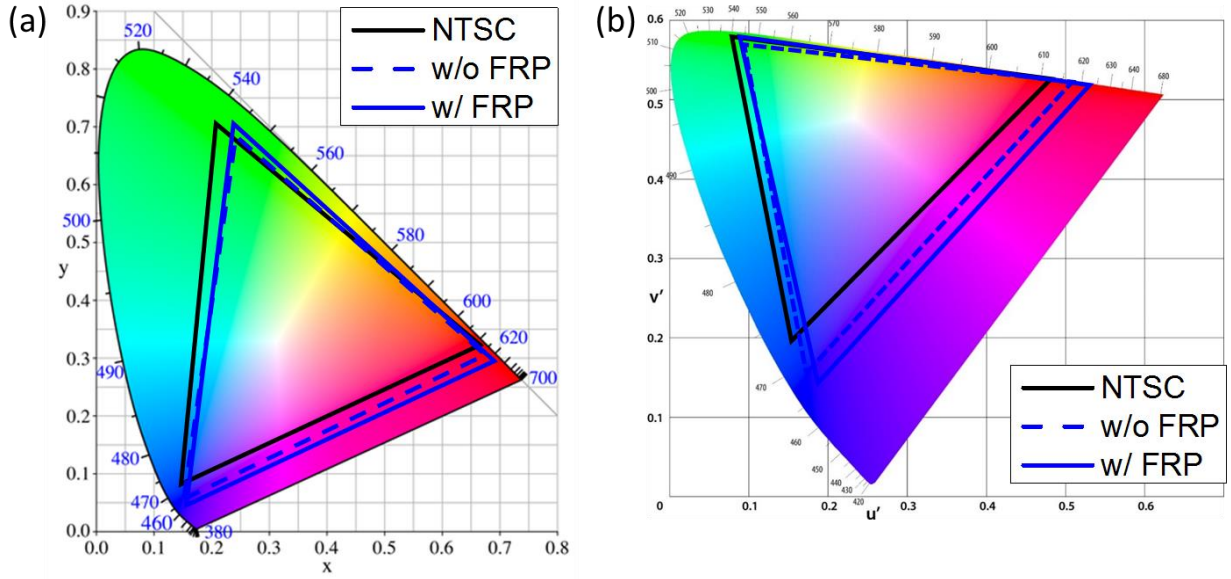 (a)
NTSC
w/o FRP
w/ FRP
0.9
0.8
0.7
0.6
0.5
y
0.4
0.3
0.2
0.1
0.0
0.0 0.1 0.2 0.3 0.4 0.5 0.6 0.7 0.8
x
520
540
560
580
600
620
700
500
490
480
470
460
380
(b)
0.6
0.5
0.4
0.3
v'
0.2
0.1
0 0.1 0.2 0.3 0.4 0.5 0.6
u'
520 530 540 550 560 570 580 590 600 610 620 630 640 680
510
500
490
480
470
460
450
440
430
420
NTSC
w/o FRP
w/ FRP